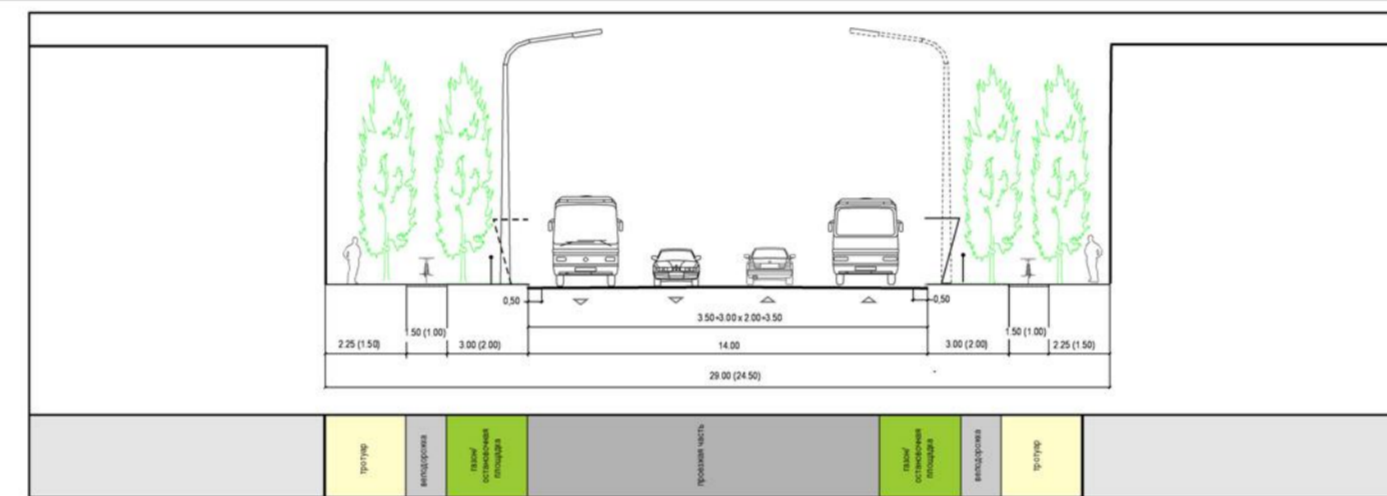 0,50
0,50
3.50+3.00 x 2.00+3.50
1.50 (1.00)
1.50 (1.00)
2.25 (1.50)
3.00 (2.00)
14.00
3.00 (2.00)
2.25 (1.50)
29.00 (24.50)
тротуар
велодорожка
газон/
остановочная
площадка
проезжая часть
газон/
остановочная
площадка
велодорожка
тротуар